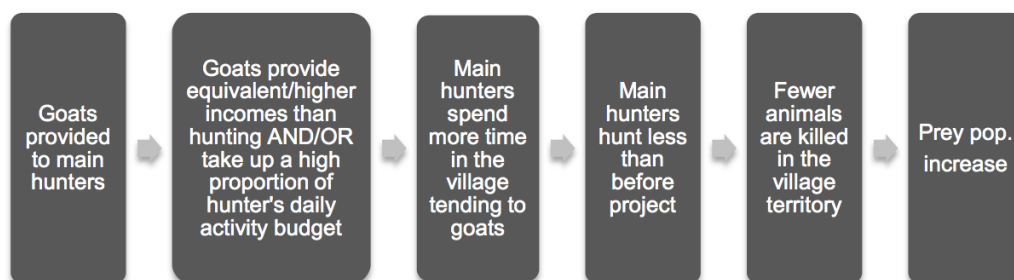 Goats
provided
to main
hunters
Goats provide
equivalent/higher
incomes than
hunting AND/OR
take up a high
proportion of
hunter's daily
activity budget
Main
hunters
spend
more time
in the
village
tending to
goats
Main
hunters
hunt less
than
before
project
Fewer
animals
are killed
in the
village
territory
Prey pop.
increase